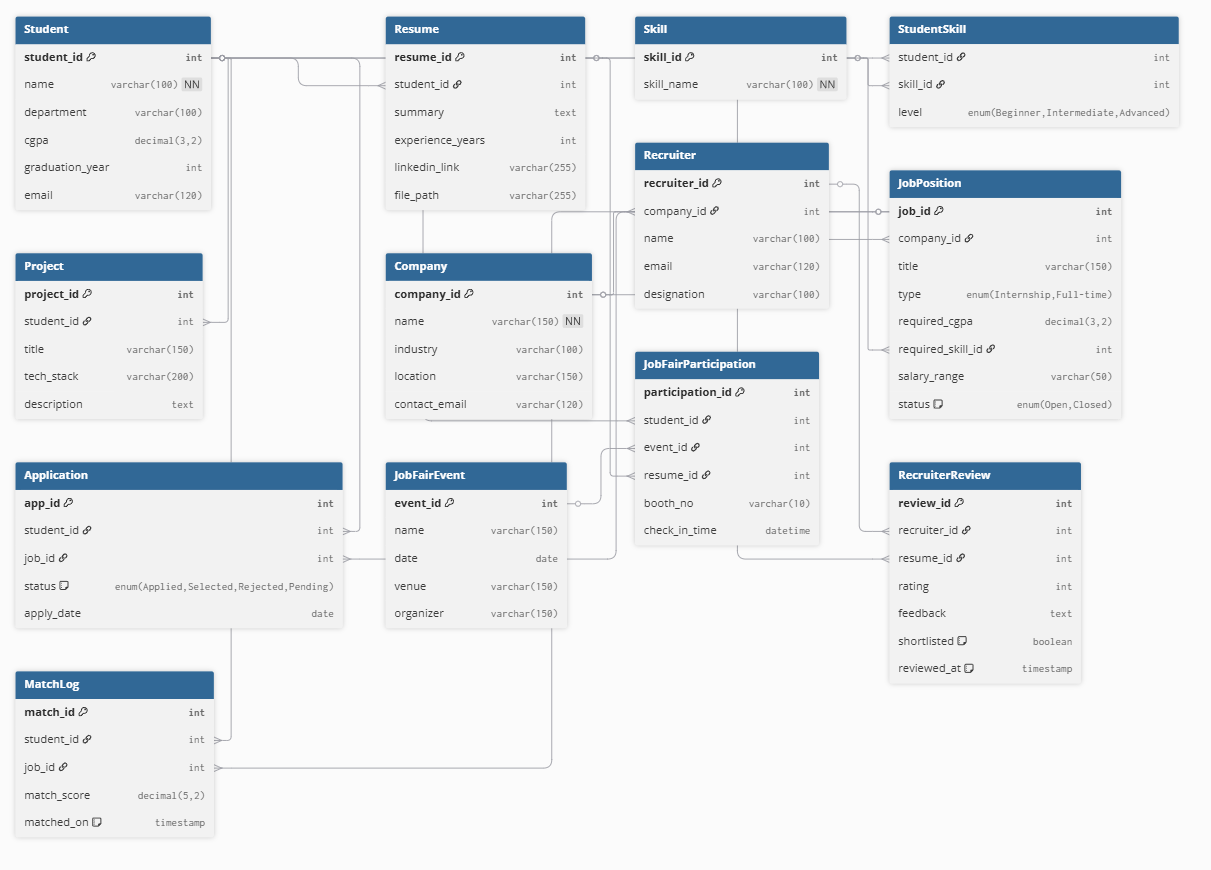 Student
student_id int
name varchar(100) NN
department varchar(100)
cgpa decimal(3,2)
graduation_year int
email varchar(120)
Resume
resume_id int
student_id int
summary text
experience_years int
linkedin_link varchar(255)
file_path varchar(255)
Skill
skill_id int
skill_name varchar(100) NN
StudentSkill
student_id int
skill_id int
level enum(Beginner,Intermediate,Advanced)
Recruiter
recruiter_id int
company_id int
name varchar(100)
email varchar(120)
designation varchar(100)
JobPosition
job_id int
company_id int
title varchar(150)
type enum(Internship,Full-time)
required_cgpa decimal(3,2)
required_skill_id int
salary_range varchar(50)
status enum(Open,Closed)
Project
project_id int
student_id int
title varchar(150)
tech_stack varchar(200)
description text
Company
company_id int
name varchar(150) NN
industry varchar(100)
location varchar(150)
contact_email varchar(120)
JobFairParticipation
participation_id int
student_id int
event_id int
resume_id int
booth_no varchar(10)
check_in_time datetime
Application
app_id int
student_id int
job_id int
status enum(Applied,Selected,Rejected,Pending)
apply_date date
JobFairEvent
event_id int
name varchar(150)
date date
venue varchar(150)
organizer varchar(150)
RecruiterReview
review_id int
recruiter_id int
resume_id int
rating int
feedback text
shortlisted boolean
reviewed_at timestamp
MatchLog
match_id int
student_id int
job_id int
match_score decimal(5,2)
matched_on timestamp